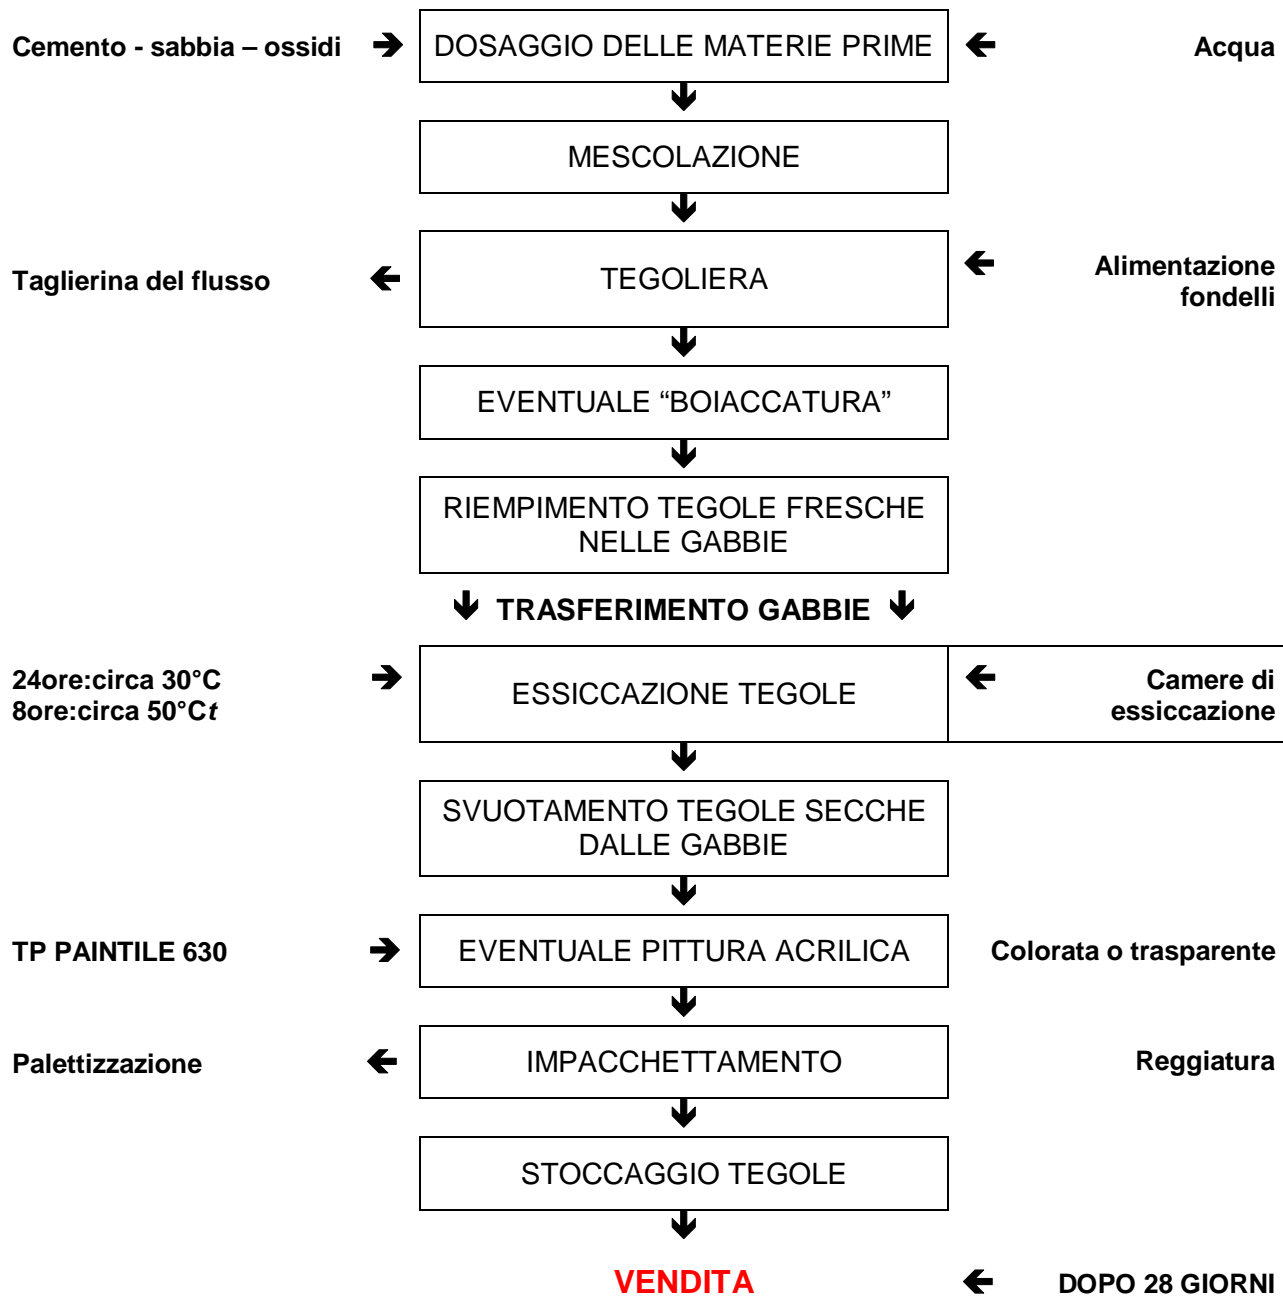 Cemento - sabbia – ossidi
DOSAGGIO DELLE MATERIE PRIME
Acqua
MESCOLAZIONE
Taglierina del flusso
TEGOLIERA
Alimentazione
fondelli
EVENTUALE “BOIACCATURA”
RIEMPIMENTO TEGOLE FRESCHE
NELLE GABBIE
TRASFERIMENTO GABBIE
24ore:circa 30°C
8ore:circa 50°Ct
ESSICCAZIONE TEGOLE
Camere di
essiccazione
SVUOTAMENTO TEGOLE SECCHE
DALLE GABBIE
TP PAINTILE 630
EVENTUALE PITTURA ACRILICA
Colorata o trasparente
Palettizzazione
IMPACCHETTAMENTO
Reggiatura
STOCCAGGIO TEGOLE
VENDITA
DOPO 28 GIORNI